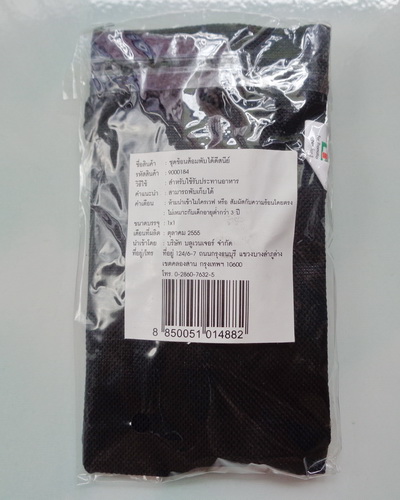 ชื่อสินค้า : ชุดช้อนส้อมพับได้ดีสนีย์
รหัสสินค้า : 9000184
วิธีใช้ : สำหรับใช้รับประทานอาหาร
คำแนะนำ : สามารถพับเก็บได้
คำเตือน : ห้ามนำเข้าไมโครเวฟ หรือ สัมผัสกับความร้อนโดยตรง
ไม่เหมาะกับเด็กอายุต่ำกว่า 3 ปี
ขนาดบรรจุ : 1x1
เดือนที่ผลิต : ตุลาคม 2555
นำเข้าโดย : บริษัท บลูเวนเจอร์ จำกัด
ที่อยู่/โทร ที่อยู่ 124/6-7 ถนนกรุงธนบุรี แขวงบางลำภูล่าง
เขตคลองสาน กรุงเทพฯ 10600
โทร 0-2860-7632-5
8 850051 014882